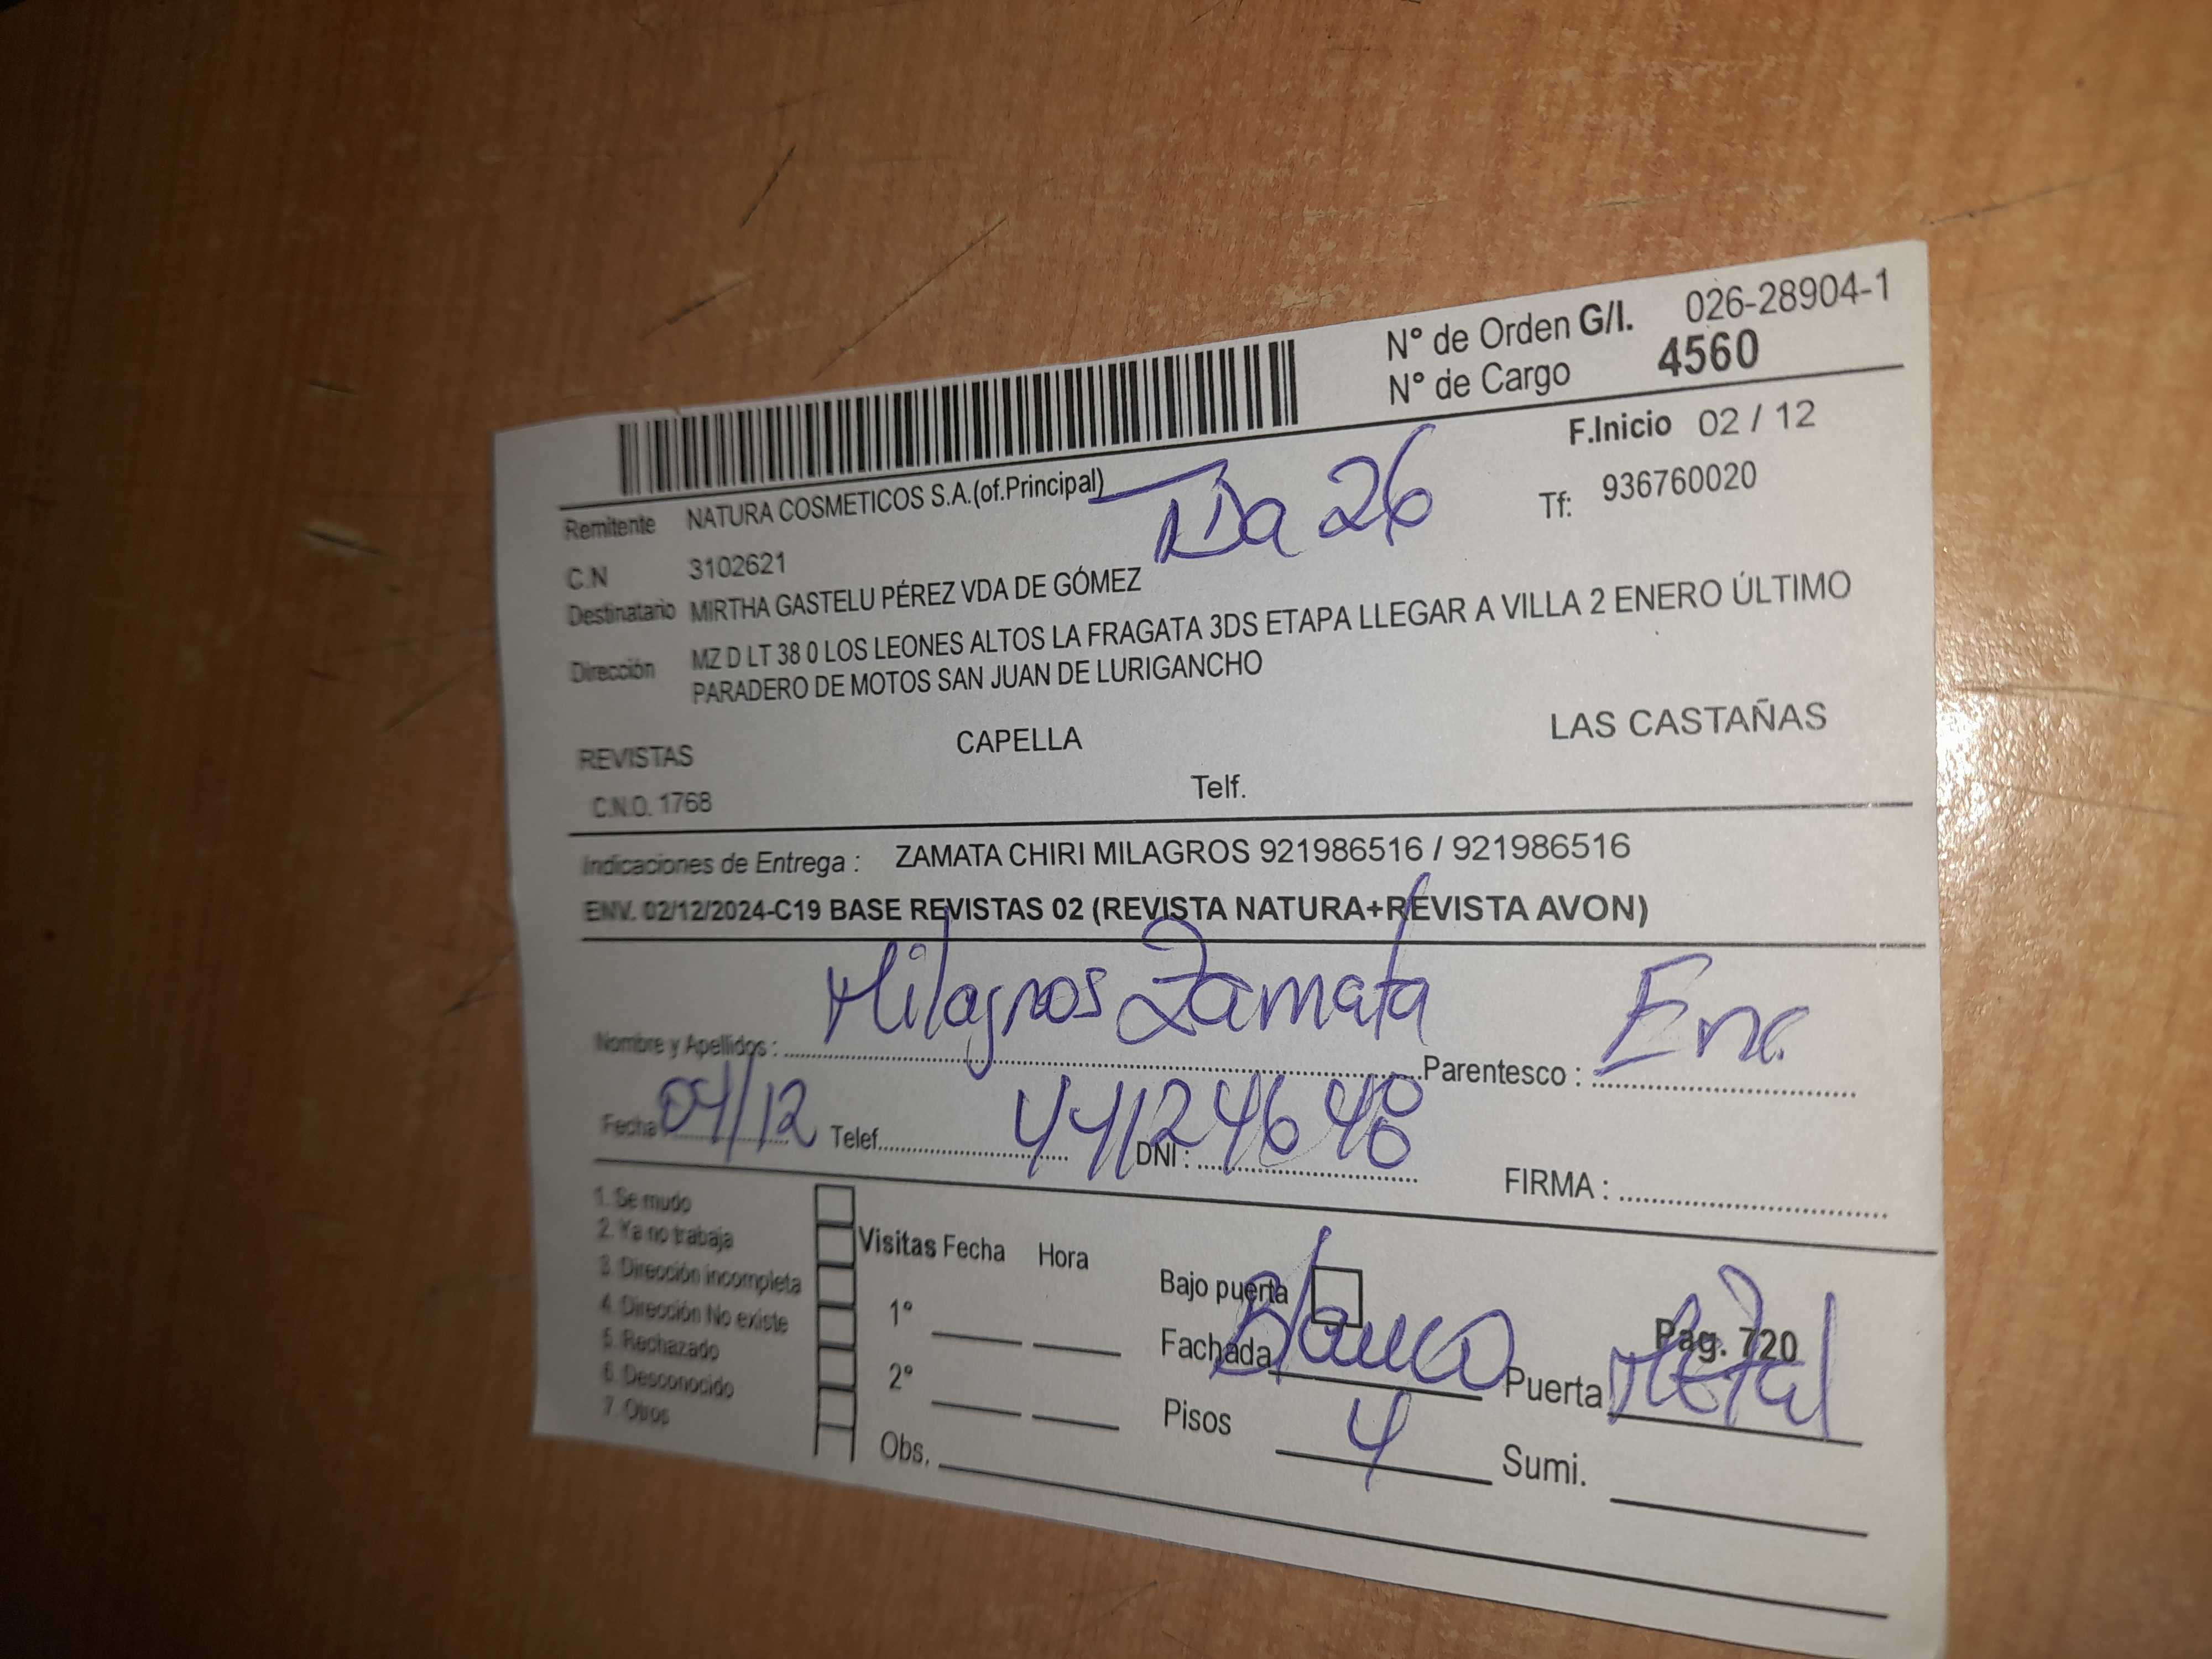 N° de Orden G/I. 026-28904-1
N° de Cargo 4560
F.Inicio 02 / 12
Remitente NATURA COSMETICOS S.A.(of.Principal)
26
Tf: 936760020
C.N 3102621
Destinatario MIRTHA GASTELU PÉREZ VDA DE GÓMEZ
Dirección MZ D LT 38 0 LOS LEONES ALTOS LA FRAGATA 3DS ETAPA LLEGAR A VILLA 2 ENERO ÚLTIMO
PARADERO DE MOTOS SAN JUAN DE LURIGANCHO
REVISTAS CAPELLA LAS CASTAÑAS
C.N.O. 1768 Telf.
Indicaciones de Entrega : ZAMATA CHIRI MILAGROS 921986516 / 921986516
ENV. 02/12/2024-C19 BASE REVISTAS 02 (REVISTA NATURA+REVISTA AVON)
Nombre y Apellidos : Milagros Zamata Parentesco : Enc.
Fecha 04/12 Telef. DNI : 44124648 FIRMA :
1. Se mudo
2. Ya no trabaja
3. Dirección incompleta
4. Dirección No existe
5. Rechazado
6. Desconocido
7. Otros
Visitas Fecha Hora
1°
2°
Obs.
Bajo puerta
Pag. 720
Fachada Blanco Puerta Metal
Pisos 4 Sumi.